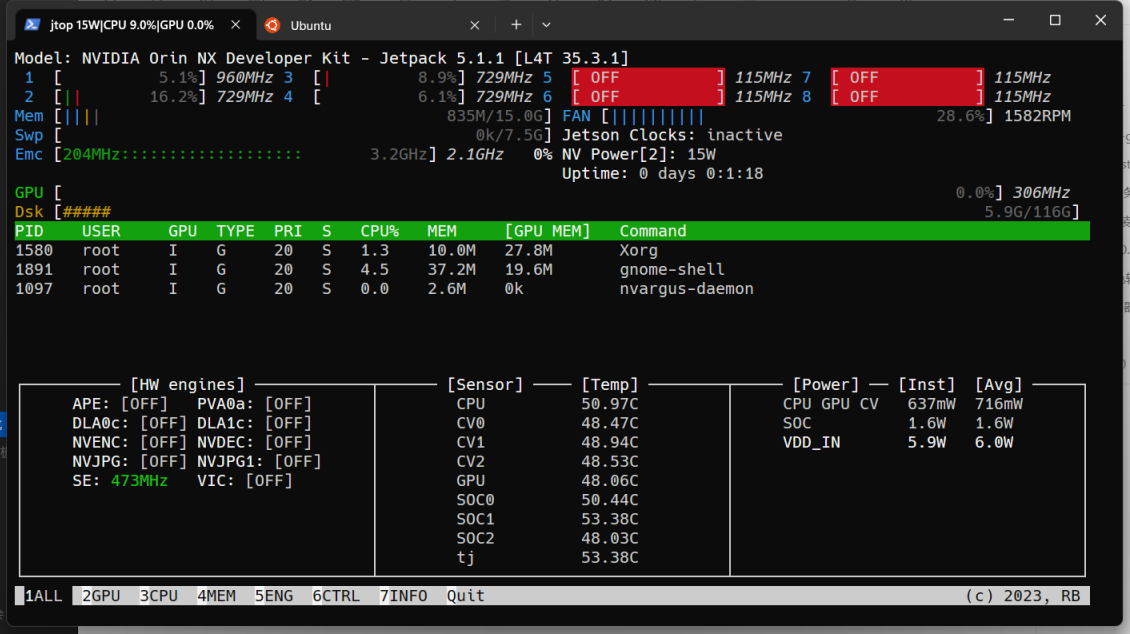 jtop 15W|CPU 9.0%|GPU 0.0% Ubuntu
Model: NVIDIA Orin NX Developer Kit - Jetpack 5.1.1 [L4T 35.3.1]
1 [ 5.1%] 960MHz 3 [| 8.9%] 729MHz 5 [ OFF ] 115MHz 7 [ OFF ] 115MHz
2 [|| 16.2%] 729MHz 4 [ 6.1%] 729MHz 6 [ OFF ] 115MHz 8 [ OFF ] 115MHz
Mem [|||| 835M/15.0G] FAN [|||||||||| 28.6%] 1582RPM
Swp [ 0k/7.5G] Jetson Clocks: inactive
Emc [204MHz::::::::::::::::::: 3.2GHz] 2.1GHz 0% NV Power[2]: 15W
Uptime: 0 days 0:1:18
GPU [ 0.0%] 306MHz
Dsk [##### 5.9G/116G]
PID USER GPU TYPE PRI S CPU% MEM [GPU MEM] Command
1580 root I G 20 S 1.3 10.0M 27.8M Xorg
1891 root I G 20 S 4.5 37.2M 19.6M gnome-shell
1097 root I G 20 S 0.0 2.6M 0k nvargus-daemon
[HW engines] [Sensor] [Temp] [Power] [Inst] [Avg]
APE: [OFF] PVA0a: [OFF] CPU 50.97C CPU GPU CV 637mW 716mW
DLA0c: [OFF] DLA1c: [OFF] CV0 48.47C SOC 1.6W 1.6W
NVENC: [OFF] NVDEC: [OFF] CV1 48.94C VDD_IN 5.9W 6.0W
NVJPG: [OFF] NVJPG1: [OFF] CV2 48.53C
SE: 473MHz VIC: [OFF] GPU 48.06C
SOC0 50.44C
SOC1 53.38C
SOC2 48.03C
tj 53.38C
1ALL 2GPU 3CPU 4MEM 5ENG 6CTRL 7INFO Quit (c) 2023, RB